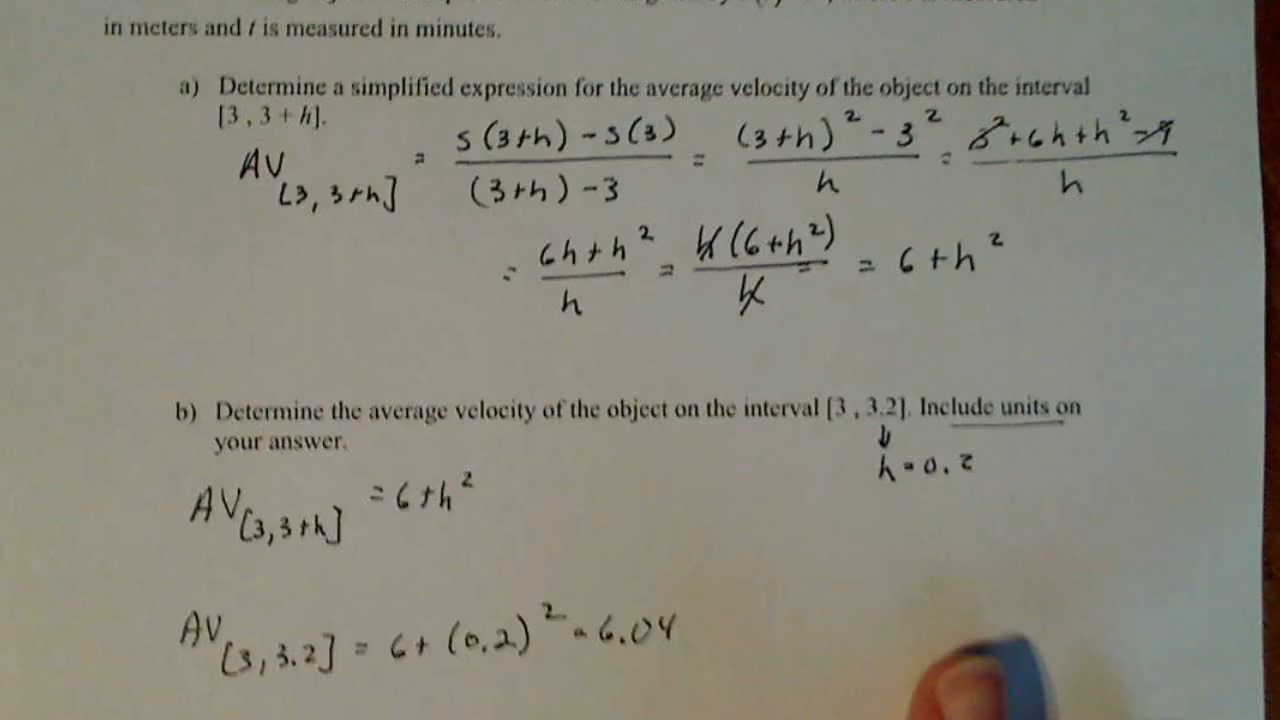 in meters and t is measured in minutes.
a) Determine a simplified expression for the average velocity of the object on the interval
[3 , 3 + h].
AV[3, 3+h] = (s(3+h) - s(3)) / ((3+h) - 3) = ((3+h)² - 3²) / h = (3² + 6h + h² - 9) / h
= (6h + h²) / h = h(6+h²) / h = 6 + h²
b) Determine the average velocity of the object on the interval [3 , 3.2]. Include units on
your answer.
h = 0.2
AV[3, 3+h] = 6 + h²
AV[3, 3.2] = 6 + (0.2)² = 6.04